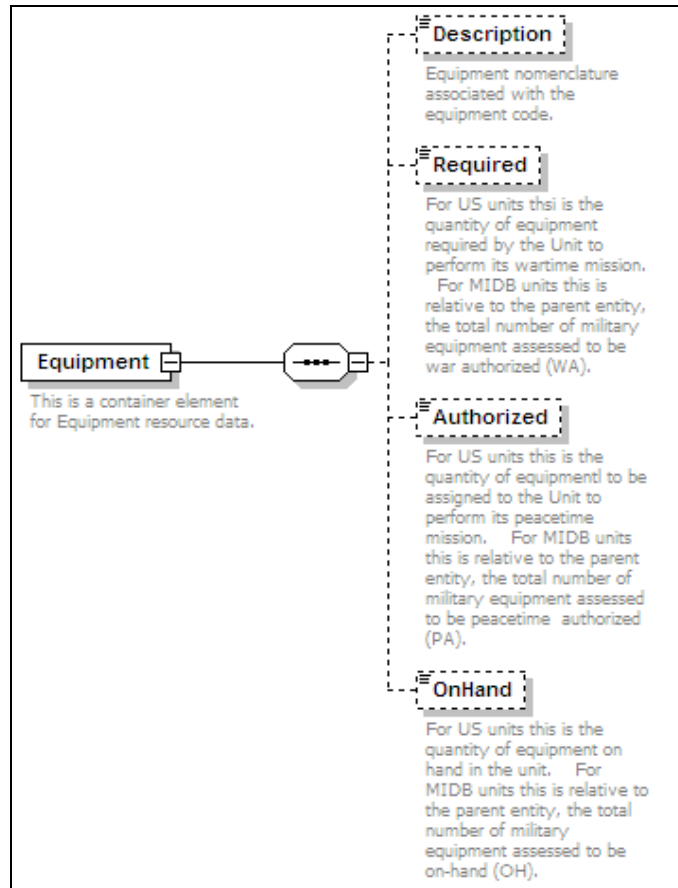 Description
Equipment nomenclature
associated with the
equipment code.
Required
For US units thsi is the
quantity of equipment
required by the Unit to
perform its wartime mission.
For MIDB units this is
relative to the parent entity,
the total number of military
equipment assessed to be
war authorized (WA).
Equipment
This is a container element
for Equipment resource data.
Authorized
For US units this is the
quantity of equipmentl to be
assigned to the Unit to
perform its peacetime
mission. For MIDB units
this is relative to the parent
entity, the total number of
military equipment assessed
to be peacetime authorized
(PA).
OnHand
For US units this is the
quantity of equipment on
hand in the unit. For
MIDB units this is relative to
the parent entity, the total
number of military
equipment assessed to be
on-hand (OH).